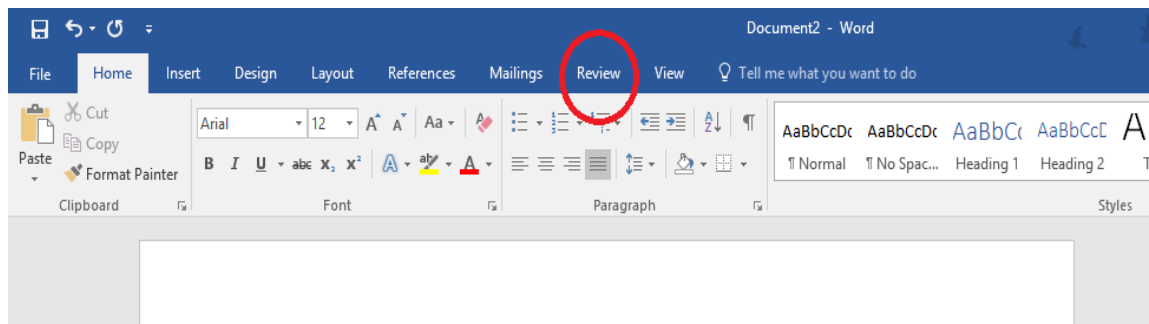 Document2 - Word
File Home Insert Design Layout References Mailings Review View Tell me what you want to do
Cut
Copy
Paste
Format Painter
Clipboard
Arial 12 A A Aa
B I U abc X₂ X² A ab A
Font
Paragraph
AaBbCcDc AaBbCcDc AaBbCc AaBbCcD A
¶ Normal ¶ No Spac... Heading 1 Heading 2 T
Styles